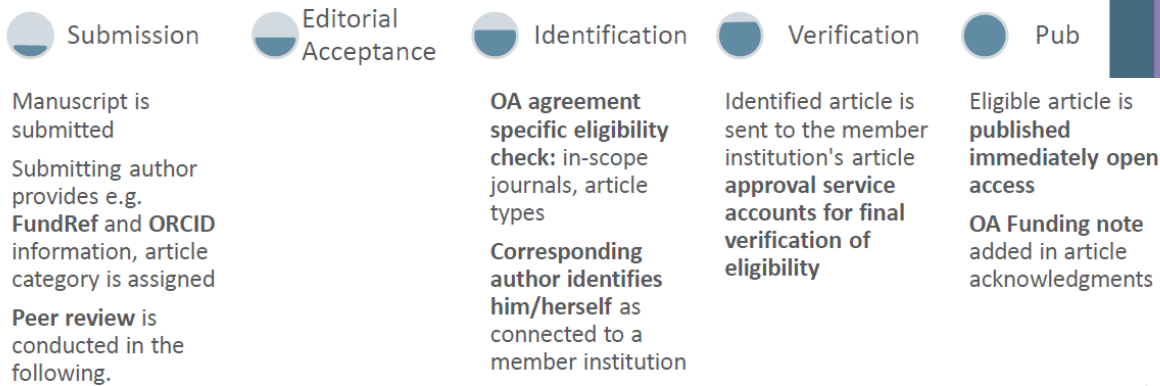 Submission
Manuscript is
submitted
Submitting author
provides e.g.
FundRef and ORCID
information, article
category is assigned
Peer review is
conducted in the
following.
Editorial
Acceptance
Identification
OA agreement
specific eligibility
check: in-scope
journals, article
types
Corresponding
author identifies
him/herself as
connected to a
member institution
Verification
Identified article is
sent to the member
institution's article
approval service
accounts for final
verification of
eligibility
Pub
Eligible article is
published
immediately open
access
OA Funding note
added in article
acknowledgments